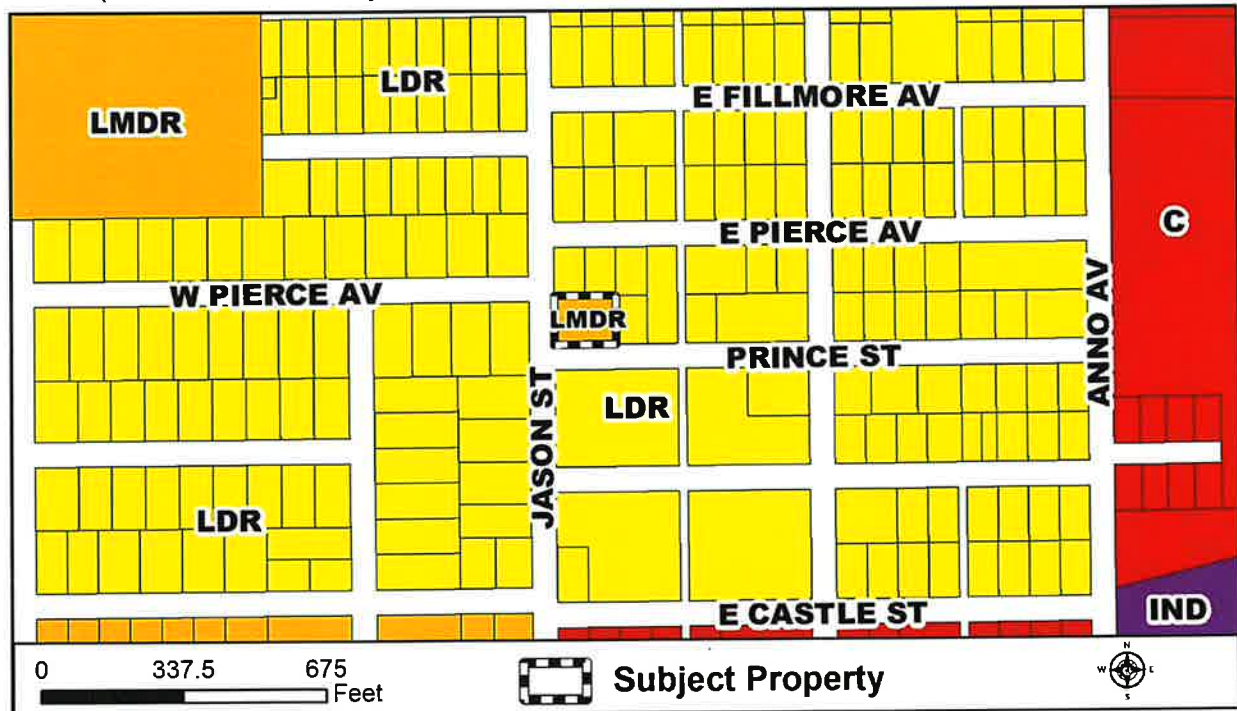 LDR
LMDR
E FILLMORE AV
C
E PIERCE AV
W PIERCE AV
LMDR
ANNO AV
PRINCE ST
JASON ST
LDR
LDR
E CASTLE ST
IND
0 337.5 675
Feet
Subject Property
N
W E
S